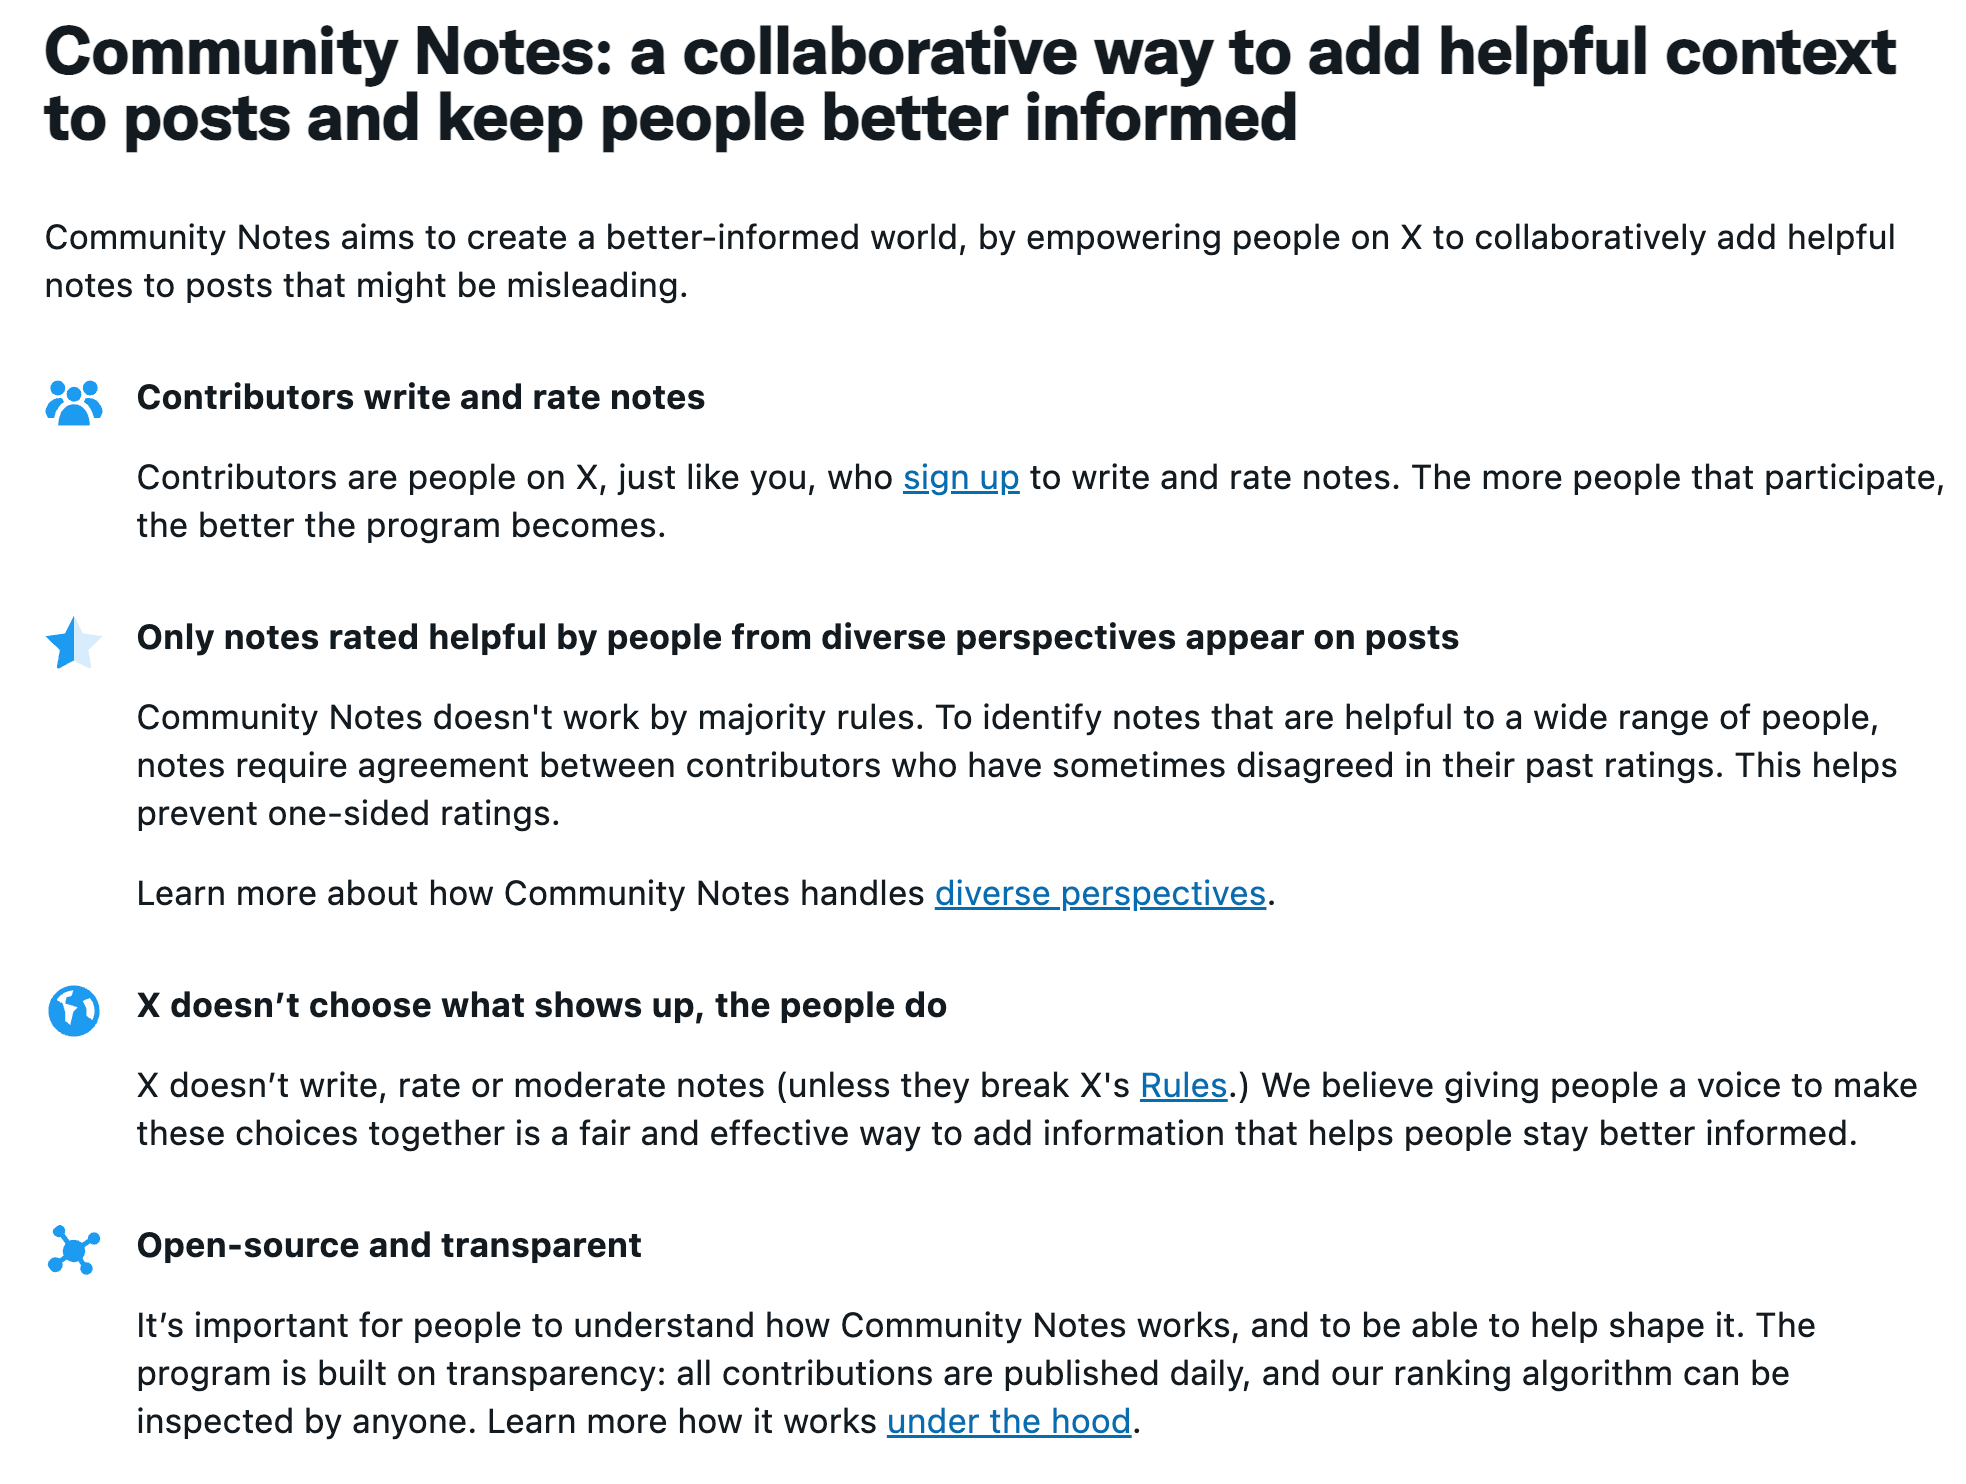 Community Notes: a collaborative way to add helpful context
to posts and keep people better informed
Community Notes aims to create a better-informed world, by empowering people on X to collaboratively add helpful
notes to posts that might be misleading.
Contributors write and rate notes
Contributors are people on X, just like you, who sign up to write and rate notes. The more people that participate,
the better the program becomes.
Only notes rated helpful by people from diverse perspectives appear on posts
Community Notes doesn't work by majority rules. To identify notes that are helpful to a wide range of people,
notes require agreement between contributors who have sometimes disagreed in their past ratings. This helps
prevent one-sided ratings.
Learn more about how Community Notes handles diverse perspectives.
X doesn’t choose what shows up, the people do
X doesn’t write, rate or moderate notes (unless they break X's Rules.) We believe giving people a voice to make
these choices together is a fair and effective way to add information that helps people stay better informed.
Open-source and transparent
It’s important for people to understand how Community Notes works, and to be able to help shape it. The
program is built on transparency: all contributions are published daily, and our ranking algorithm can be
inspected by anyone. Learn more how it works under the hood.